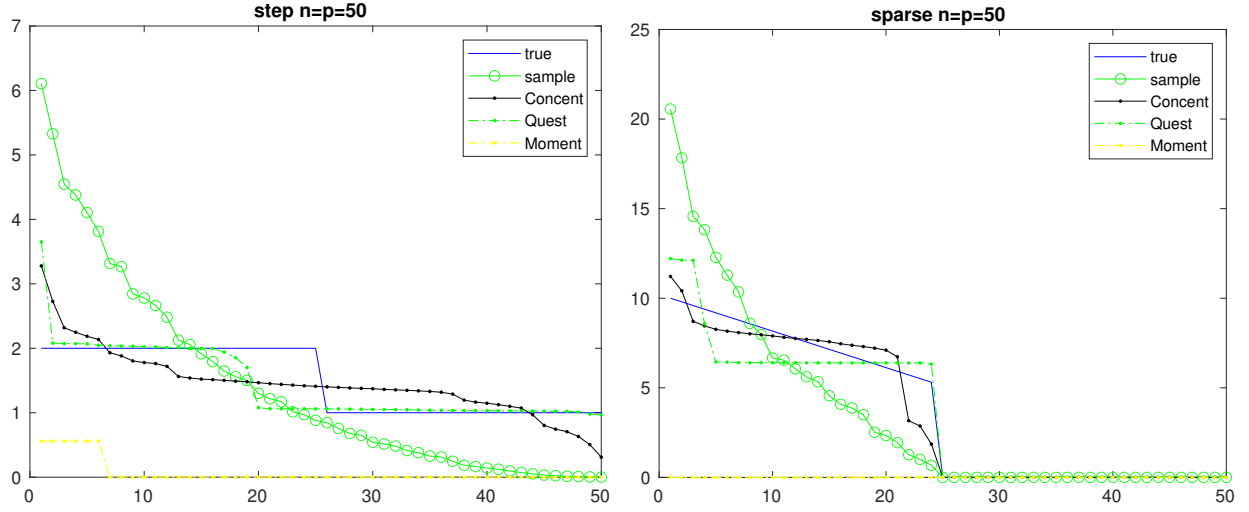 step n=p=50
7
6
5
4
3
2
1
0
0 10 20 30 40 50
true
sample
Concent
Quest
Moment
sparse n=p=50
25
20
15
10
5
0
0 10 20 30 40 50
true
sample
Concent
Quest
Moment